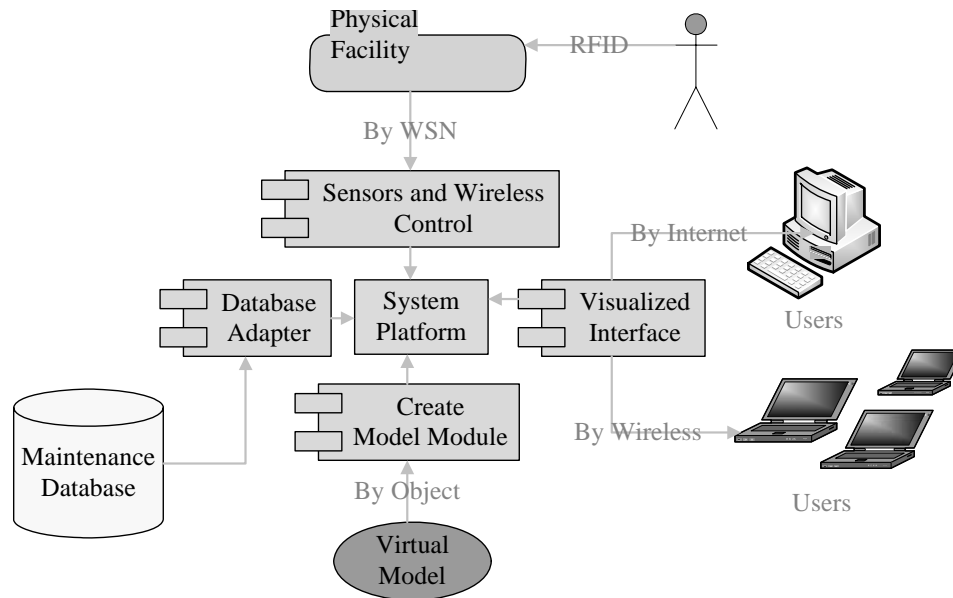 Physical
Facility
RFID
By WSN
Sensors and Wireless
Control
By Internet
Database
Adapter
System
Platform
Visualized
Interface
Users
Create
Model Module
By Wireless
Maintenance
Database
By Object
Users
Virtual
Model